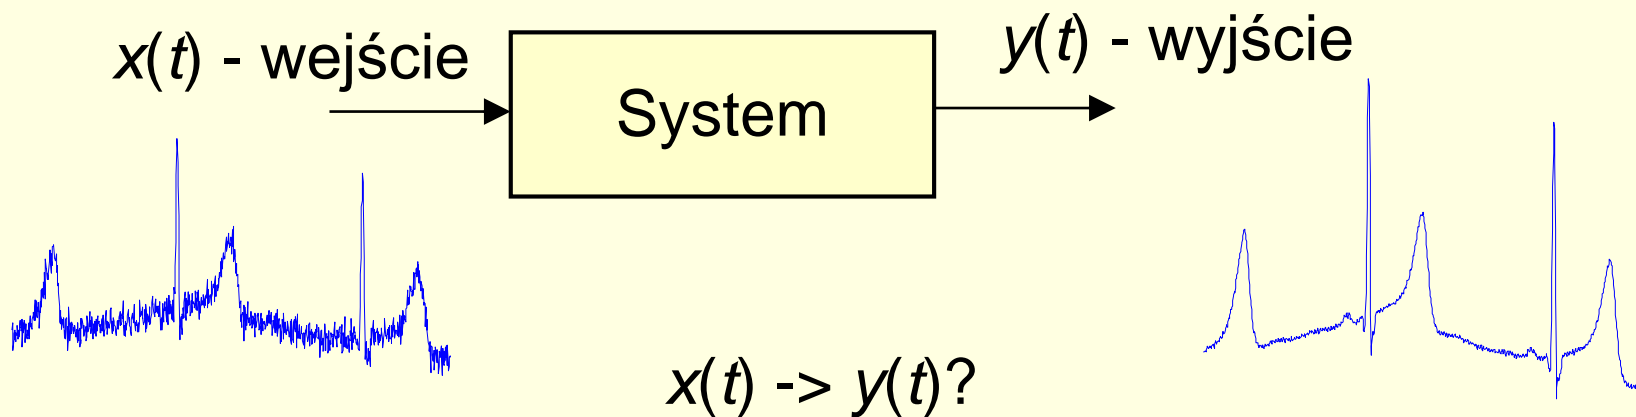 x(t) - wejście
System
y(t) - wyjście
x(t) -> y(t)?